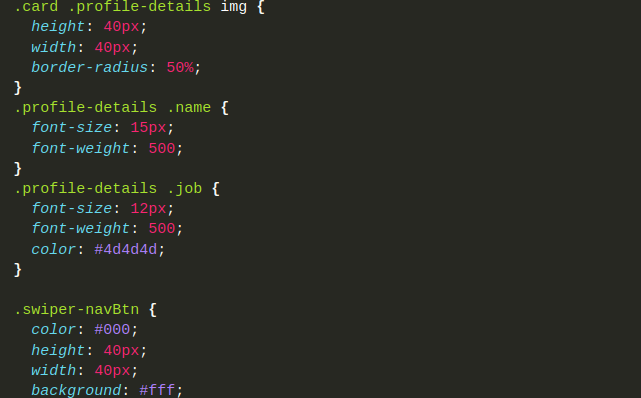 .card .profile-details img {
  height: 40px;
  width: 40px;
  border-radius: 50%;
}
.profile-details .name {
  font-size: 15px;
  font-weight: 500;
}
.profile-details .job {
  font-size: 12px;
  font-weight: 500;
  color: #4d4d4d;
}

.swiper-navBtn {
  color: #000;
  height: 40px;
  width: 40px;
  background: #fff;